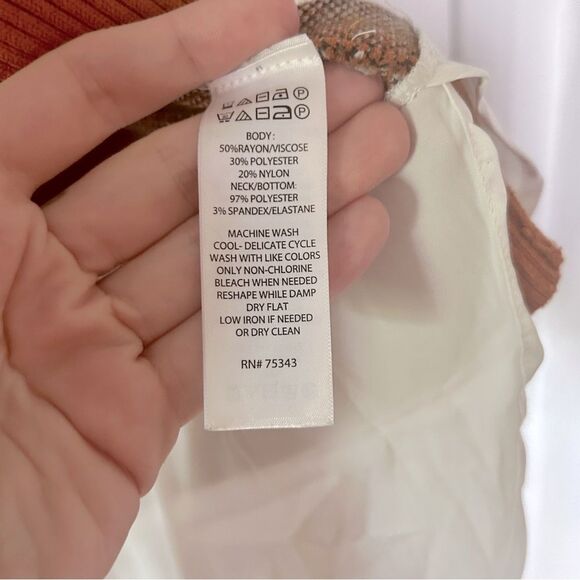 BODY:
50%RAYON/VISCOSE
30% POLYESTER
20% NYLON
NECK/BOTTOM:
97% POLYESTER
3% SPANDEX/ELASTANE
MACHINE WASH
COOL- DELICATE CYCLE
WASH WITH LIKE COLORS
ONLY NON-CHLORINE
BLEACH WHEN NEEDED
RESHAPE WHILE DAMP
DRY FLAT
LOW IRON IF NEEDED
OR DRY CLEAN
RN# 75343